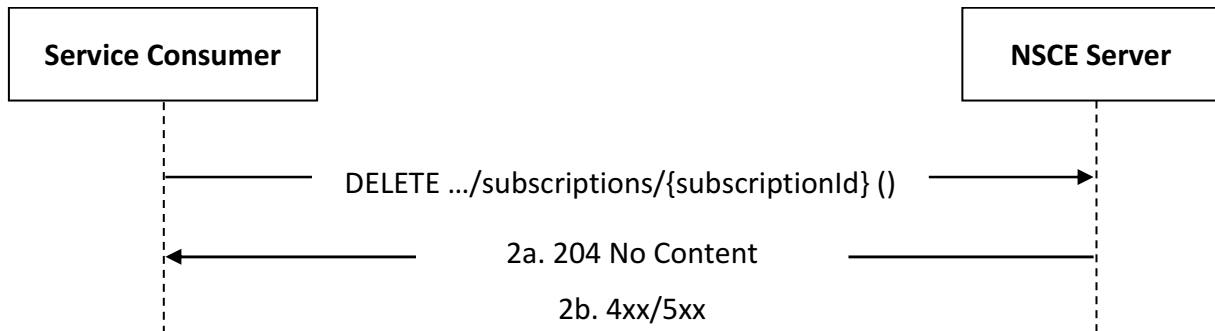 Service Consumer
NSCE Server
DELETE .../subscriptions/{subscriptionId} ()
2a. 204 No Content
2b. 4xx/5xx